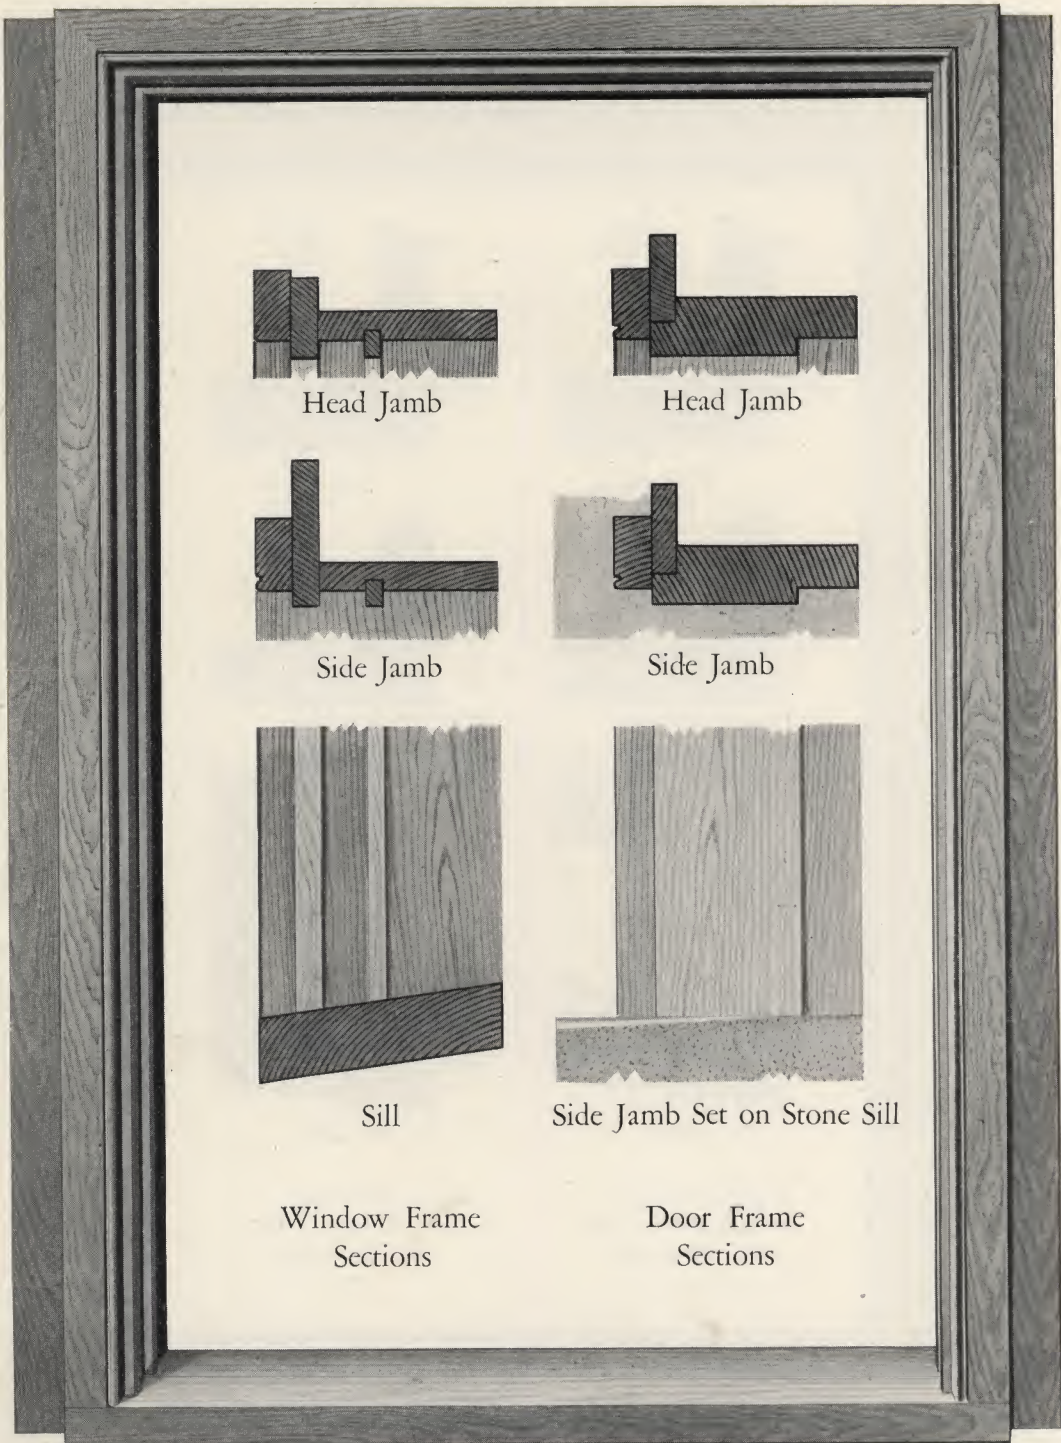 Head Jamb
Side Jamb
Sill
Window Frame
Sections
Head Jamb
Side Jamb
Side Jamb Set on Stone Sill
Door Frame
Sections